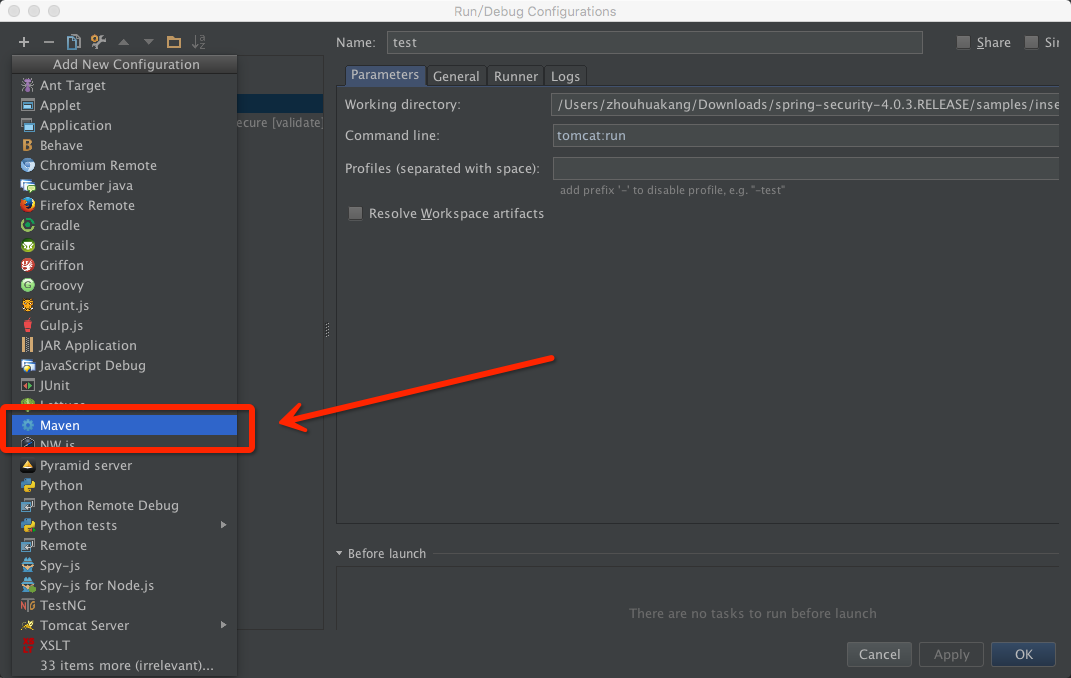 Run/Debug Configurations
Add New Configuration
Ant Target
Applet
Application
Behave
Chromium Remote
Cucumber java
Firefox Remote
Gradle
Grails
Griffon
Groovy
Grunt.js
Gulp.js
JAR Application
JavaScript Debug
JUnit
Maven
NW.js
Pyramid server
Python
Python Remote Debug
Python tests
Remote
Spy-js
Spy-js for Node.js
TestNG
Tomcat Server
XSLT
33 items more (irrelevant)...
ecure [validate]
Name: test Share
Parameters General Runner Logs
Working directory: /Users/zhouhuakang/Downloads/spring-security-4.0.3.RELEASE/samples/inse
Command line: tomcat:run
Profiles (separated with space):
add prefix '-' to disable profile, e.g. "-test"
Resolve Workspace artifacts
Before launch
There are no tasks to run before launch
Cancel Apply OK